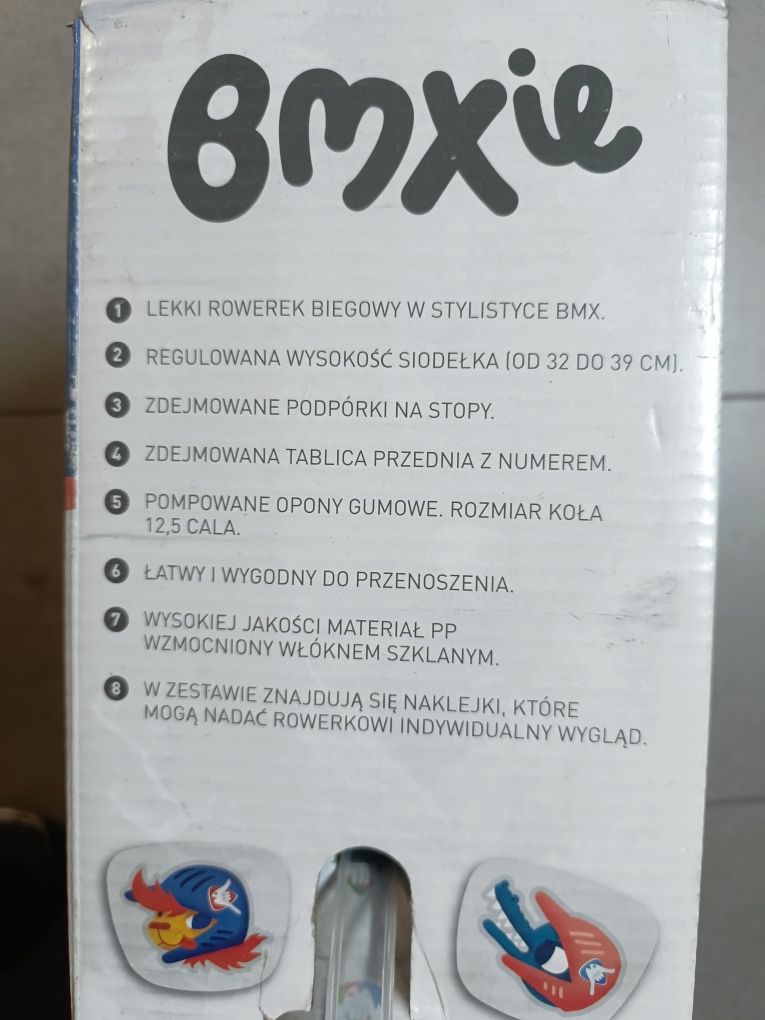 BMXie
1 LEKKI ROWEREK BIEGOWY W STYLISTYCE BMX.
2 REGULOWANA WYSOKOŚĆ SIODEŁKA (OD 32 DO 39 CM).
3 ZDEJMOWANE PODPÓRKI NA STOPY.
4 ZDEJMOWANA TABLICA PRZEDNIA Z NUMEREM.
5 POMPOWANE OPONY GUMOWE. ROZMIAR KOŁA
12,5 CALA.
6 ŁATWY I WYGODNY DO PRZENOSZENIA.
7 WYSOKIEJ JAKOŚCI MATERIAŁ PP
WZMOCNIONY WŁÓKNEM SZKLANYM.
8 W ZESTAWIE ZNAJDUJĄ SIĘ NAKLEJKI, KTÓRE
MOGĄ NADAĆ ROWERKOWI INDYWIDUALNY WYGLĄD.